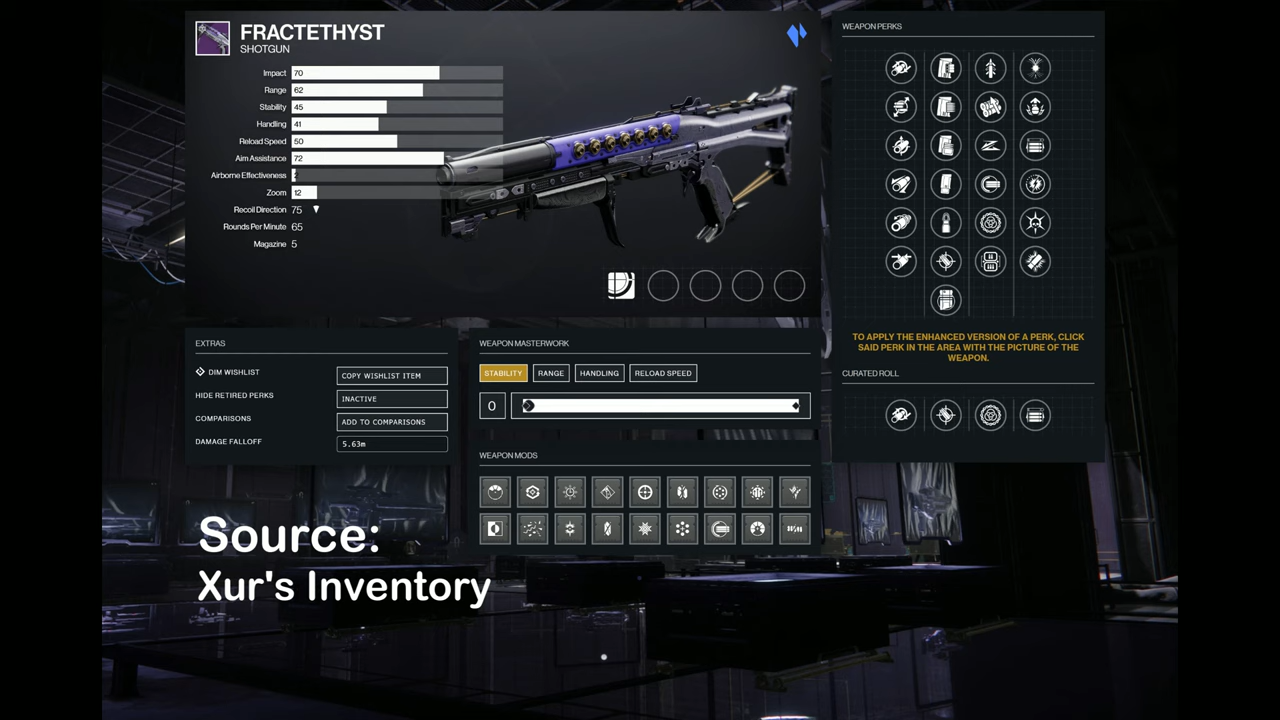 FRACTETHYST
SHOTGUN
Impact 70
Range 62
Stability 45
Handling 41
Reload Speed 50
Aim Assistance 72
Airborne Effectiveness
Zoom 12
Recoil Direction 75
Rounds Per Minute 65
Magazine 5
WEAPON PERKS
TO APPLY THE ENHANCED VERSION OF A PERK, CLICK
SAID PERK IN THE AREA WITH THE PICTURE OF THE
WEAPON.
CURATED ROLL
EXTRAS
DIM WISHLIST COPY WISHLIST ITEM
HIDE RETIRED PERKS INACTIVE
COMPARISONS ADD TO COMPARISONS
DAMAGE FALLOFF 5.63m
WEAPON MASTERWORK
STABILITY RANGE HANDLING RELOAD SPEED
0
WEAPON MODS
Source:
Xur's Inventory